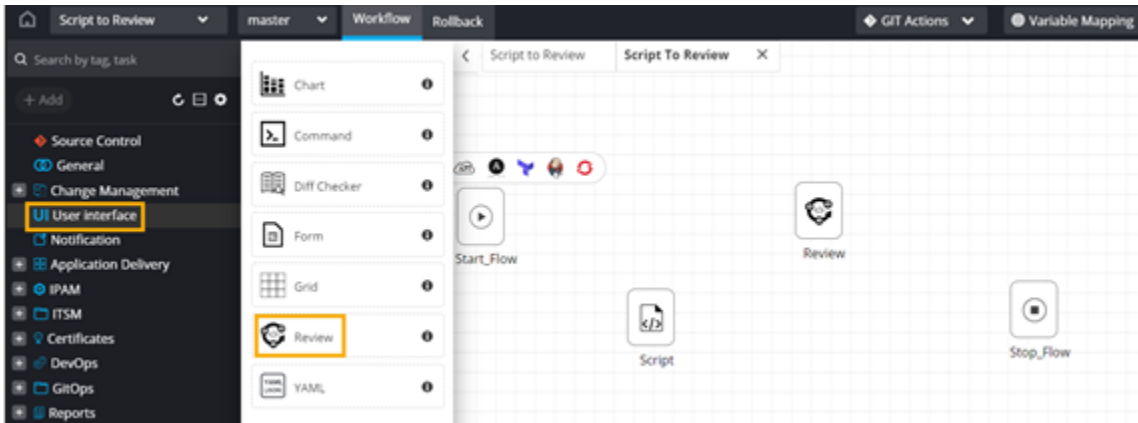 Script to Review
master
Workflow
Rollback
GIT Actions
Variable Mapping
Search by tag, task
+ Add
Source Control
General
Change Management
UI User interface
Notification
Application Delivery
IPAM
ITSM
Certificates
DevOps
GitOps
Reports
Chart
Command
Diff Checker
Form
Grid
Review
YAML
Script to Review
Script To Review
Start_Flow
Review
Script
Stop_Flow